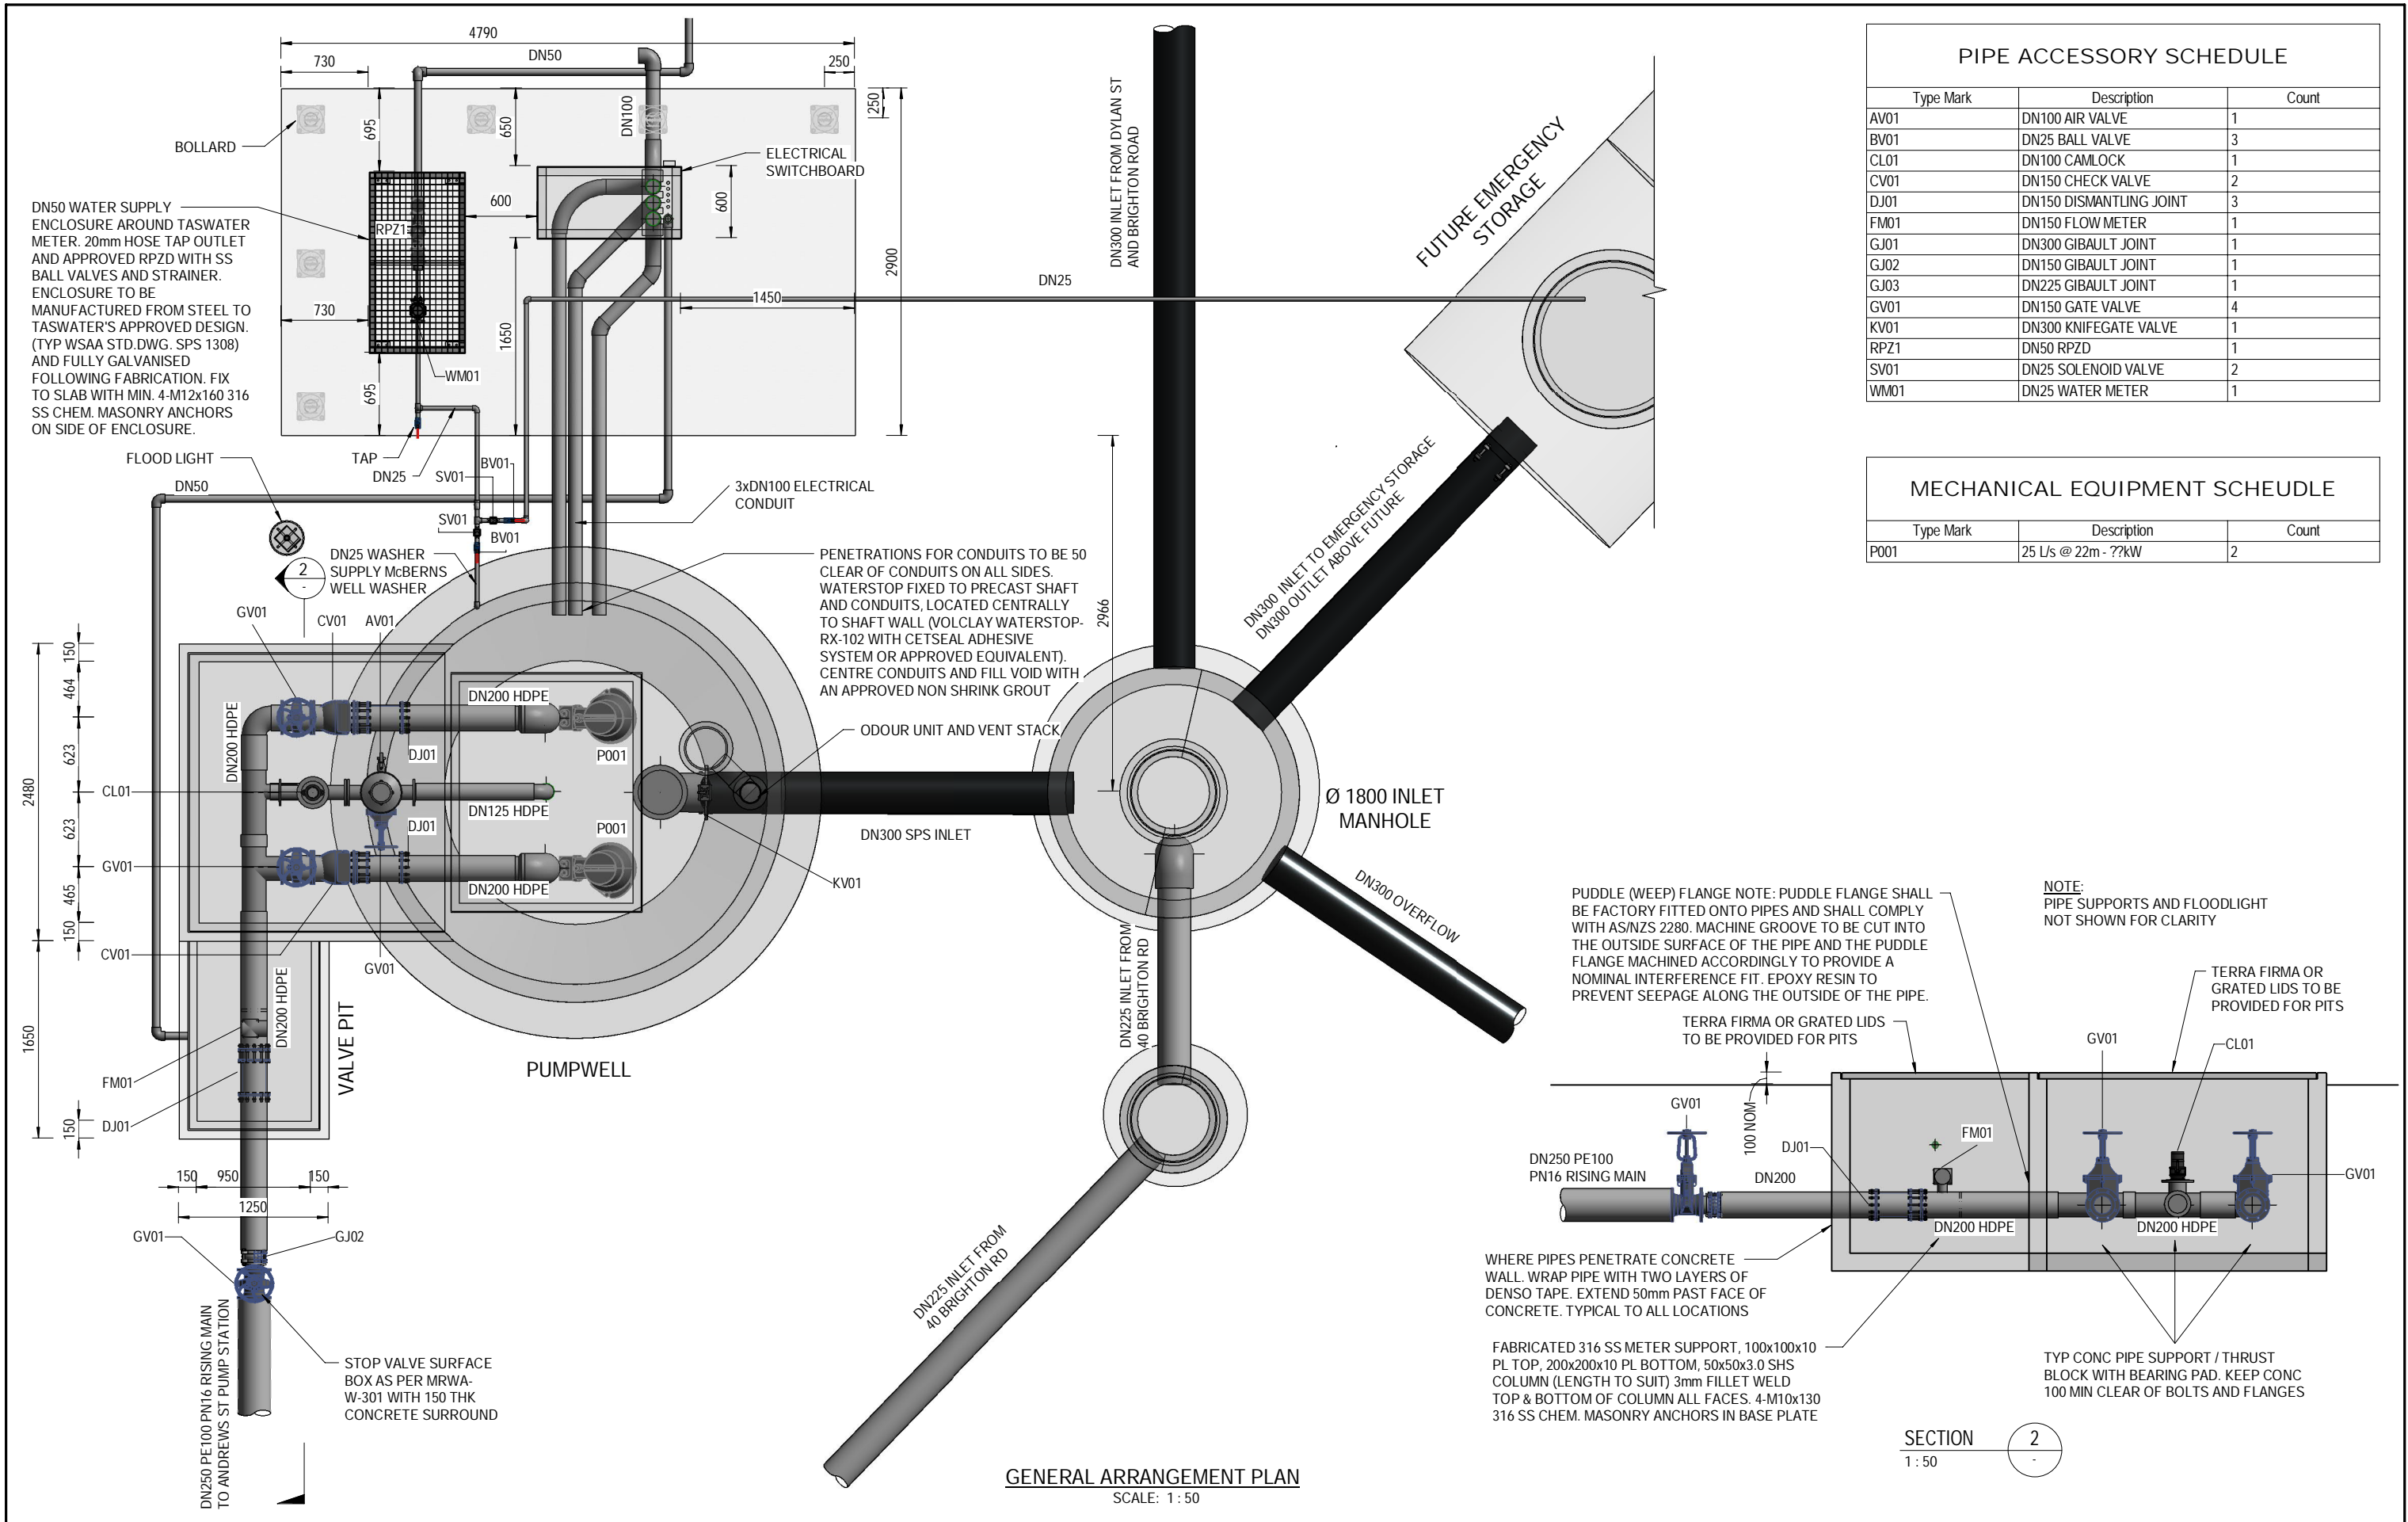 4790
DN50
730
250
250
695
650
DN100
BOLLARD
ELECTRICAL
SWITCHBOARD
DN50 WATER SUPPLY
ENCLOSURE AROUND TASWATER
METER. 20mm HOSE TAP OUTLET
AND APPROVED RPZD WITH SS
BALL VALVES AND STRAINER.
ENCLOSURE TO BE
MANUFACTURED FROM STEEL TO
TASWATER'S APPROVED DESIGN.
(TYP WSAA STD.DWG. SPS 1308)
AND FULLY GALVANISED
FOLLOWING FABRICATION. FIX
TO SLAB WITH MIN. 4-M12x160 316
SS CHEM. MASONRY ANCHORS
ON SIDE OF ENCLOSURE.
RPZ1
600
600
2900
730
1650
1450
DN25
WM01
695
FLOOD LIGHT
TAP
DN25
BV01
SV01
DN50
SV01
BV01
3xDN100 ELECTRICAL
CONDUIT
2
-
DN25 WASHER
SUPPLY McBERNS
WELL WASHER
PENETRATIONS FOR CONDUITS TO BE 50
CLEAR OF CONDUITS ON ALL SIDES.
WATERSTOP FIXED TO PRECAST SHAFT
AND CONDUITS, LOCATED CENTRALLY
TO SHAFT WALL (VOLCLAY WATERSTOP-
RX-102 WITH CETSEAL ADHESIVE
SYSTEM OR APPROVED EQUIVALENT).
CENTRE CONDUITS AND FILL VOID WITH
AN APPROVED NON SHRINK GROUT
DN300 INLET FROM DYLAN ST
AND BRIGHTON ROAD
FUTURE EMERGENCY
STORAGE
DN300 INLET TO EMERGENCY STORAGE
DN300 OUTLET ABOVE FUTURE
2966
GV01
CV01
AV01
150
464
623
2480
623
465
150
1650
150
DN200 HDPE
DN200 HDPE
DJ01
P001
ODOUR UNIT AND VENT STACK
CL01
DN125 HDPE
DJ01
P001
DN300 SPS INLET
Ø 1800 INLET
MANHOLE
GV01
DN200 HDPE
KV01
CV01
GV01
DN200 HDPE
VALVE PIT
PUMPWELL
DN300 OVERFLOW
DN225 INLET FROM
40 BRIGHTON RD
FM01
DJ01
150
950
150
1250
GV01
GJ02
DN250 PE100 PN16 RISING MAIN
TO ANDREWS ST PUMP STATION
STOP VALVE SURFACE
BOX AS PER MRWA-
W-301 WITH 150 THK
CONCRETE SURROUND
DN225 INLET FROM
40 BRIGHTON RD
GENERAL ARRANGEMENT PLAN
SCALE: 1 : 50
PIPE ACCESSORY SCHEDULE
Type Mark Description Count
AV01 DN100 AIR VALVE 1
BV01 DN25 BALL VALVE 3
CL01 DN100 CAMLOCK 1
CV01 DN150 CHECK VALVE 2
DJ01 DN150 DISMANTLING JOINT 3
FM01 DN150 FLOW METER 1
GJ01 DN300 GIBAULT JOINT 1
GJ02 DN150 GIBAULT JOINT 1
GJ03 DN225 GIBAULT JOINT 1
GV01 DN150 GATE VALVE 4
KV01 DN300 KNIFEGATE VALVE 1
RPZ1 DN50 RPZD 1
SV01 DN25 SOLENOID VALVE 2
WM01 DN25 WATER METER 1
MECHANICAL EQUIPMENT SCHEUDLE
Type Mark Description Count
P001 25 L/s @ 22m - ??kW 2
PUDDLE (WEEP) FLANGE NOTE: PUDDLE FLANGE SHALL
BE FACTORY FITTED ONTO PIPES AND SHALL COMPLY
WITH AS/NZS 2280. MACHINE GROOVE TO BE CUT INTO
THE OUTSIDE SURFACE OF THE PIPE AND THE PUDDLE
FLANGE MACHINED ACCORDINGLY TO PROVIDE A
NOMINAL INTERFERENCE FIT. EPOXY RESIN TO
PREVENT SEEPAGE ALONG THE OUTSIDE OF THE PIPE.
NOTE:
PIPE SUPPORTS AND FLOODLIGHT
NOT SHOWN FOR CLARITY
TERRA FIRMA OR GRATED LIDS
TO BE PROVIDED FOR PITS
TERRA FIRMA OR
GRATED LIDS TO BE
PROVIDED FOR PITS
GV01
CL01
100 NOM
GV01
DJ01
FM01
DN250 PE100
PN16 RISING MAIN
DN200
GV01
DN200 HDPE
DN200 HDPE
WHERE PIPES PENETRATE CONCRETE
WALL. WRAP PIPE WITH TWO LAYERS OF
DENSO TAPE. EXTEND 50mm PAST FACE OF
CONCRETE. TYPICAL TO ALL LOCATIONS
FABRICATED 316 SS METER SUPPORT, 100x100x10
PL TOP, 200x200x10 PL BOTTOM, 50x50x3.0 SHS
COLUMN (LENGTH TO SUIT) 3mm FILLET WELD
TOP & BOTTOM OF COLUMN ALL FACES. 4-M10x130
316 SS CHEM. MASONRY ANCHORS IN BASE PLATE
TYP CONC PIPE SUPPORT / THRUST
BLOCK WITH BEARING PAD. KEEP CONC
100 MIN CLEAR OF BOLTS AND FLANGES
SECTION
1 : 50
2
-